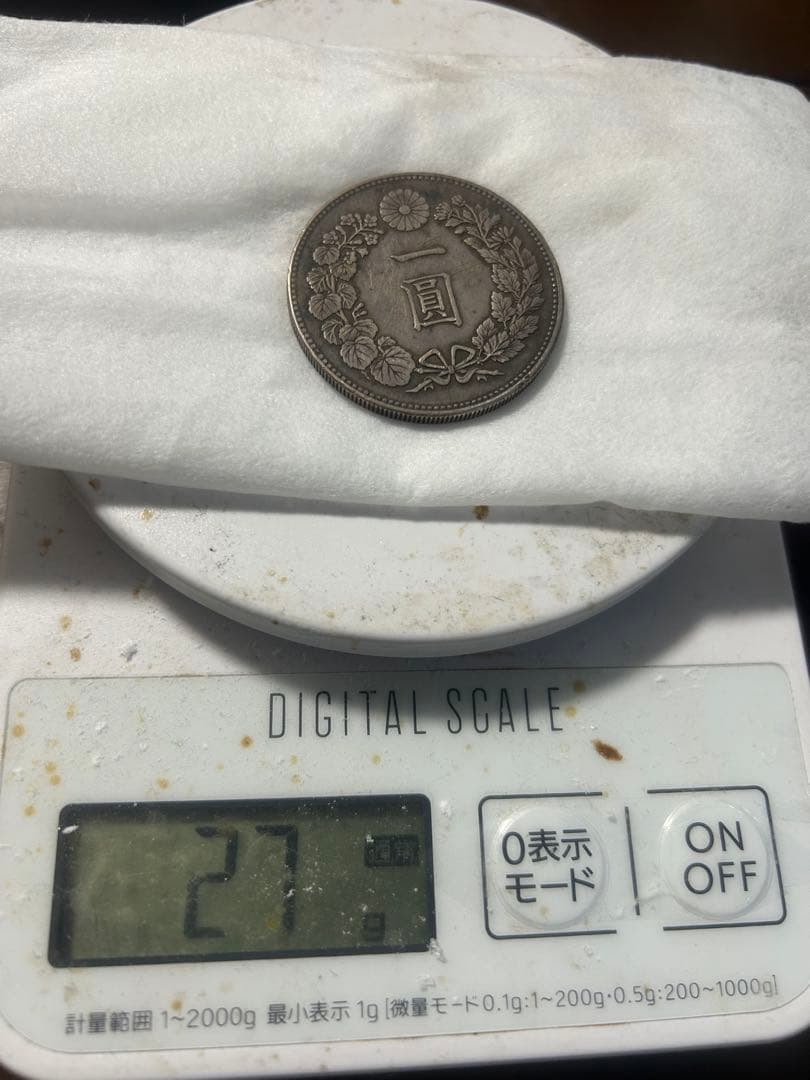 一
圓
DIGITAL SCALE
27 g
0表示
モード
ON
OFF
計量範囲 1~2000g 最小表示 1g [微量モード0.1g:1~200g・0.5g:200~1000g]